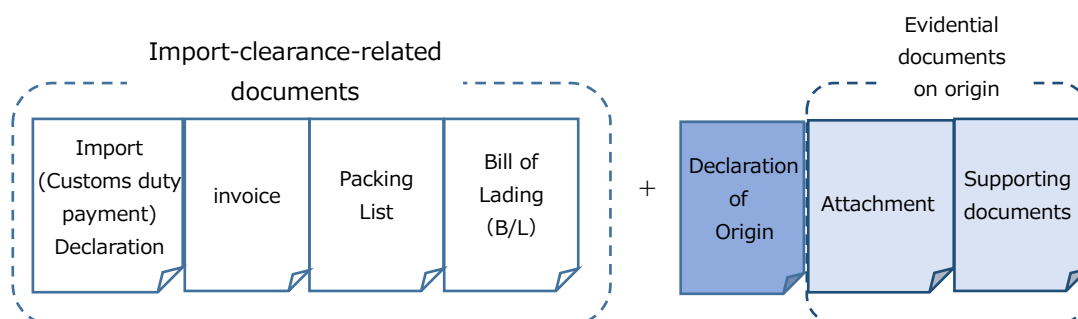 Import-clearance-related
documents
Evidential
documents
on origin
Import
(Customs duty
payment)
Declaration
invoice
Packing
List
Bill of
Lading
（B/L）
+
Declaration
of
Origin
Attachment
Supporting
documents